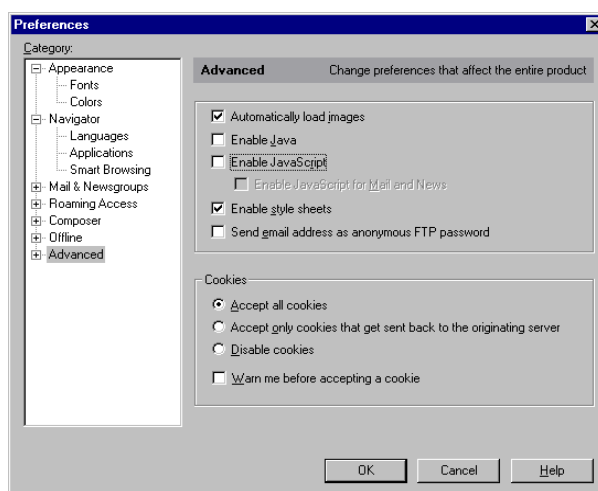 Preferences
Category:
Appearance
Fonts
Colors
Navigator
Languages
Applications
Smart Browsing
Mail & Newsgroups
Roaming Access
Composer
Offline
Advanced
Advanced Change preferences that affect the entire product
Automatically load images
Enable Java
Enable JavaScript
Enable JavaScript for Mail and News
Enable style sheets
Send email address as anonymous FTP password
Cookies
Accept all cookies
Accept only cookies that get sent back to the originating server
Disable cookies
Warn me before accepting a cookie
OK Cancel Help